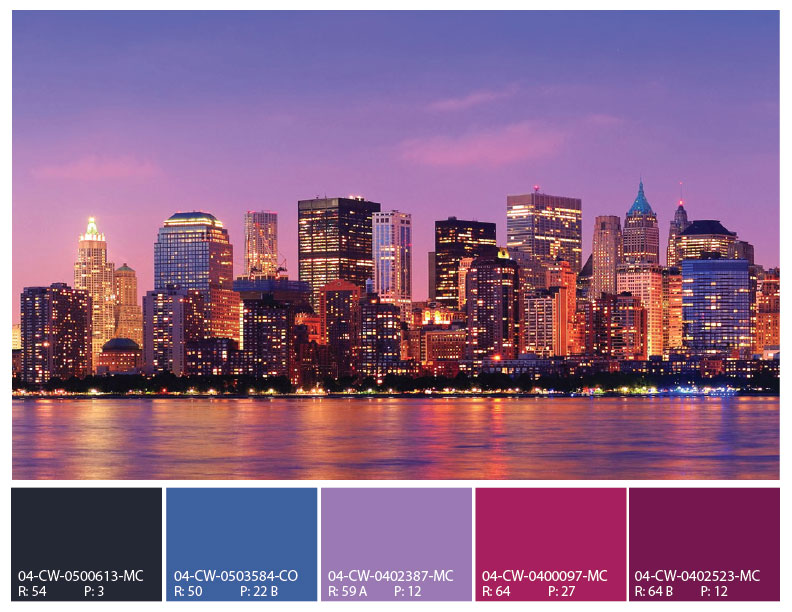 04-CW-0500613-MC
R: 54 P: 3
04-CW-0503584-CO
R: 50 P: 22 B
04-CW-0402387-MC
R: 59 A P: 12
04-CW-0400097-MC
R: 64 P: 27
04-CW-0402523-MC
R: 64 B P: 12